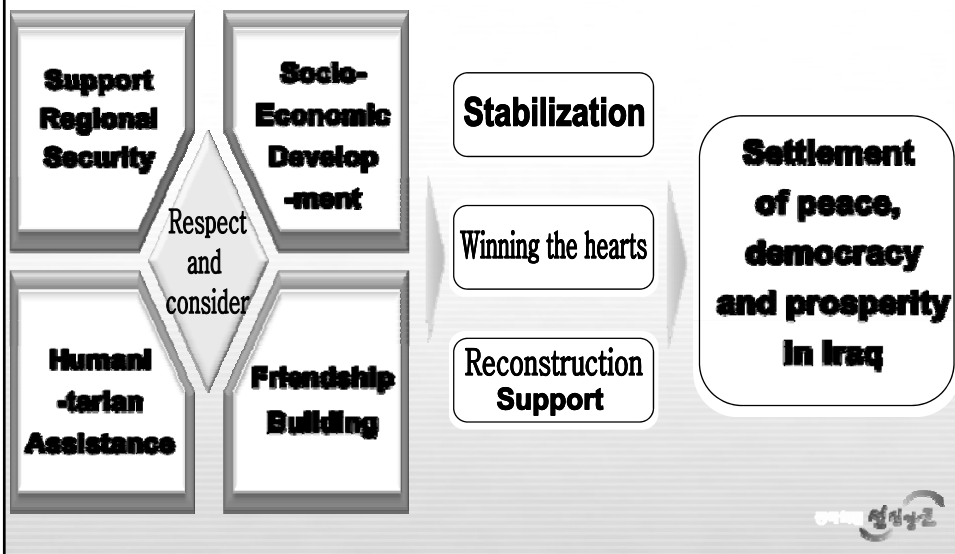 Support
Regional
Security
Socio-
Economic
Develop
-ment
Respect
and
consider
Humani
-tarian
Assistance
Friendship
Building
Stabilization
Winning the hearts
Reconstruction
Support
Settlement
of peace,
democracy
and prosperity
in Iraq